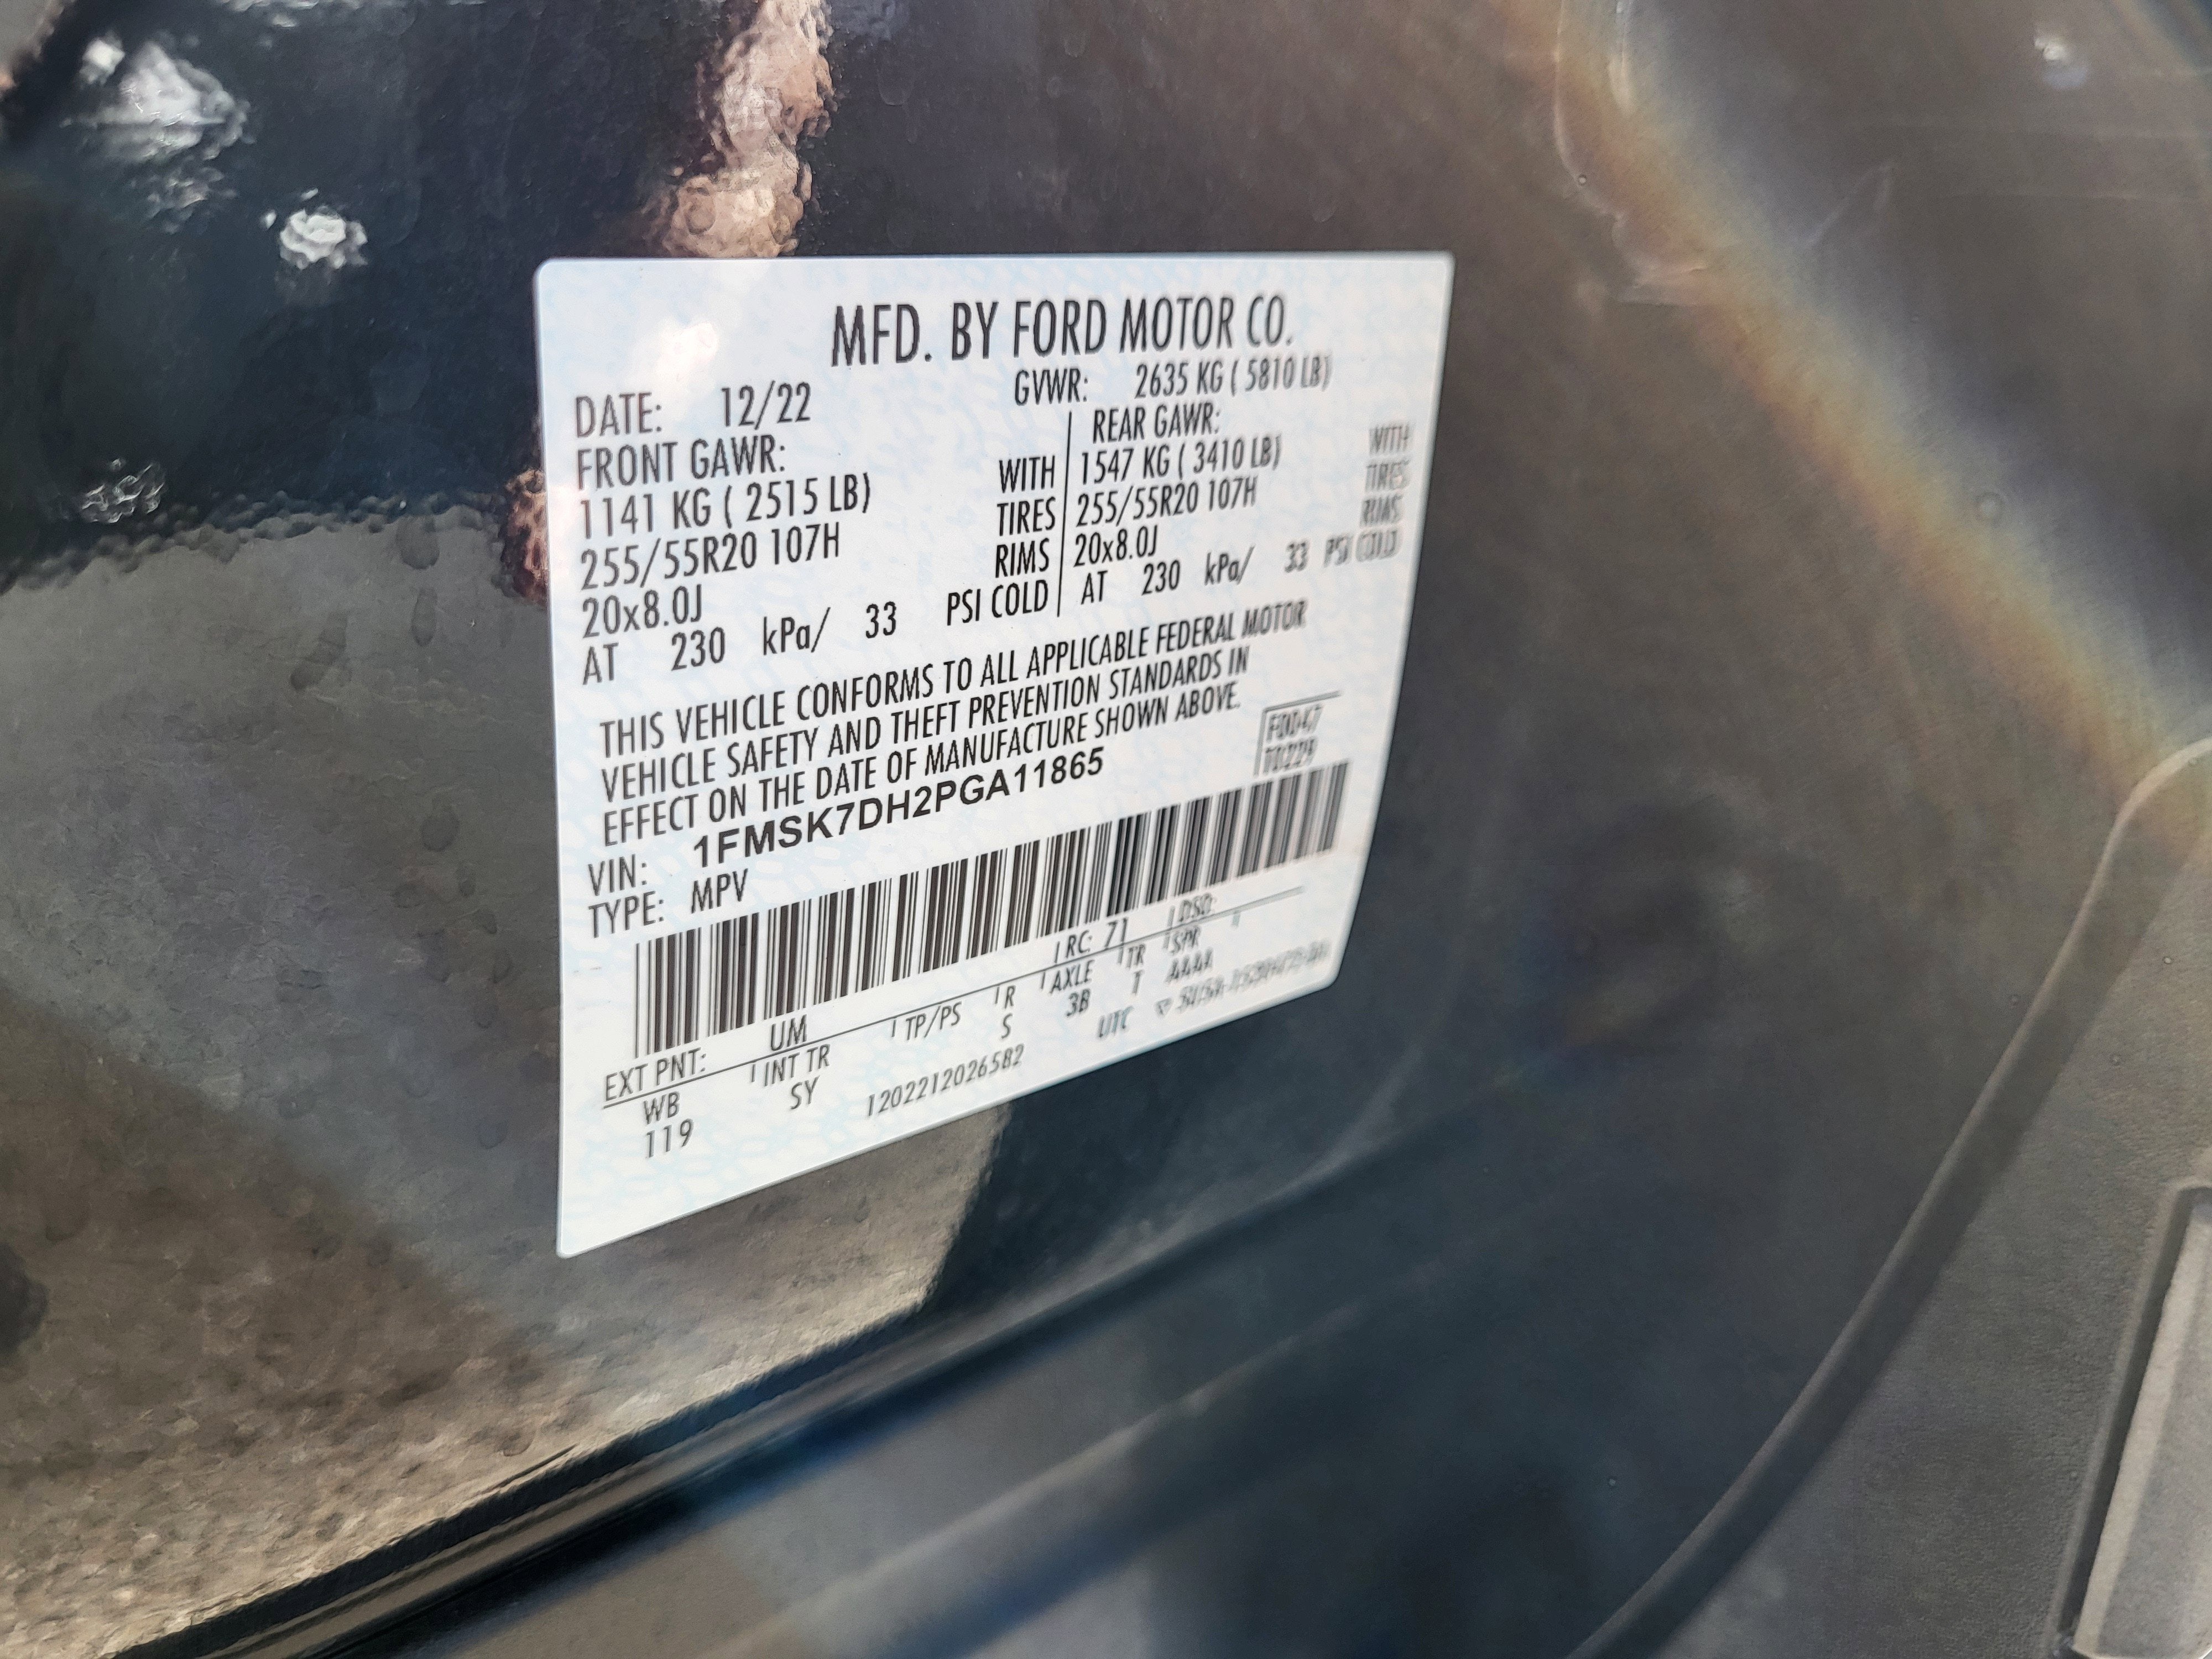 MFD. BY FORD MOTOR CO.
DATE: 12/22 GVWR: 2635 KG ( 5810 LB)
FRONT GAWR: REAR GAWR:
1141 KG ( 2515 LB) WITH 1547 KG ( 3410 LB) WITH
255/55R20 107H TIRES 255/55R20 107H TIRES
20x8.0J RIMS 20x8.0J RIMS
AT 230 kPa/ 33 PSI COLD AT 230 kPa/ 33 PSI COLD
THIS VEHICLE CONFORMS TO ALL APPLICABLE FEDERAL MOTOR
VEHICLE SAFETY AND THEFT PREVENTION STANDARDS IN
EFFECT ON THE DATE OF MANUFACTURE SHOWN ABOVE.
VIN: 1FMSK7DH2PGA11865
TYPE: MPV
EXT PNT: UM RC: 71 DSO:
WB INT TR TP/PS R AXLE TR SPR
119 SY S 3B T AAAA
1202212026582 UTC